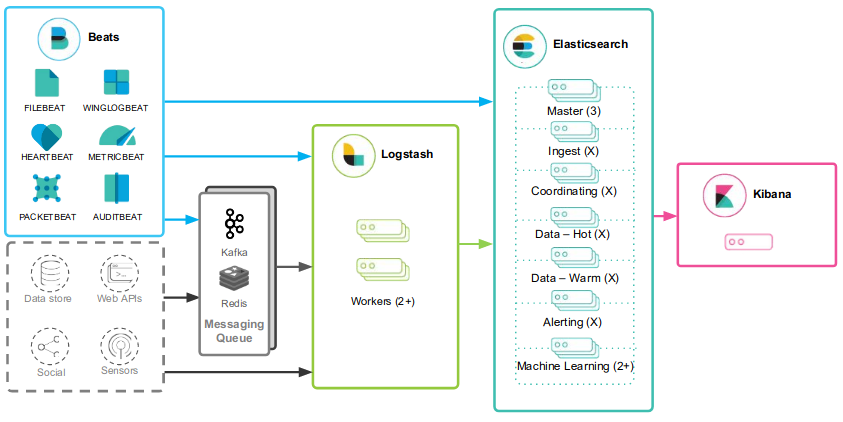 Beats
FILEBEAT
WINGLOGBEAT
HEARTBEAT
METRICBEAT
PACKETBEAT
AUDITBEAT
Data store
Web APIs
Social
Sensors
Kafka
Redis
Messaging
Queue
Logstash
Workers (2+)
Elasticsearch
Master (3)
Ingest (X)
Coordinating (X)
Data – Hot (X)
Data – Warm (X)
Alerting (X)
Machine Learning (2+)
Kibana